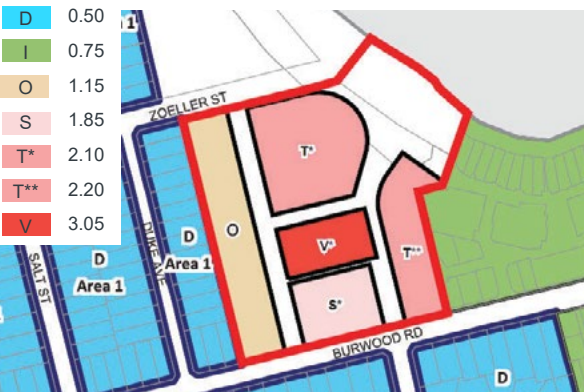 D 0.50
I 0.75
O 1.15
S 1.85
T* 2.10
T** 2.20
V 3.05
a 1
ZOELLER ST
T*
DUKE AVE
O
D
Area 1
V*
T**
SALT ST
D
Area 1
S*
BURWOOD RD
D